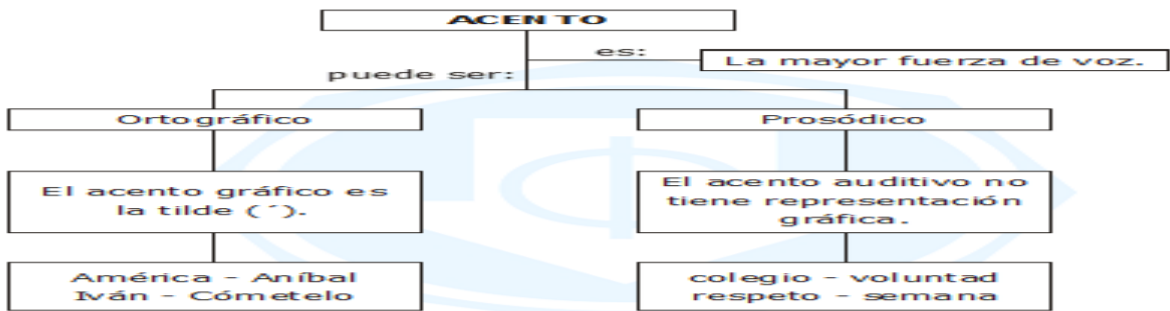 ACENTO
es:
La mayor fuerza de voz.
puede ser:
Ortográfico
Prosódico
El acento gráfico es
la tilde (´).
El acento auditivo no
tiene representación
gráfica.
América - Aníbal
Iván - Cómetelo
colegio - voluntad
respeto - semana